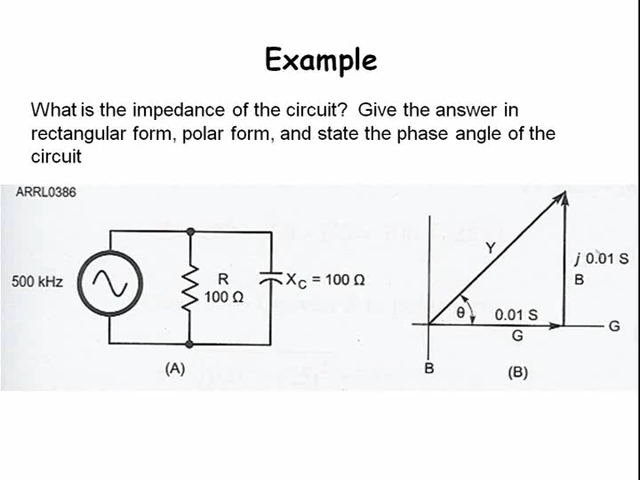 Example
What is the impedance of the circuit? Give the answer in
rectangular form, polar form, and state the phase angle of the
circuit
ARRL0386
500 kHz
R
100 Ω
XC = 100 Ω
(A)
Y
θ
0.01 S
G
j 0.01 S
B
G
B
(B)